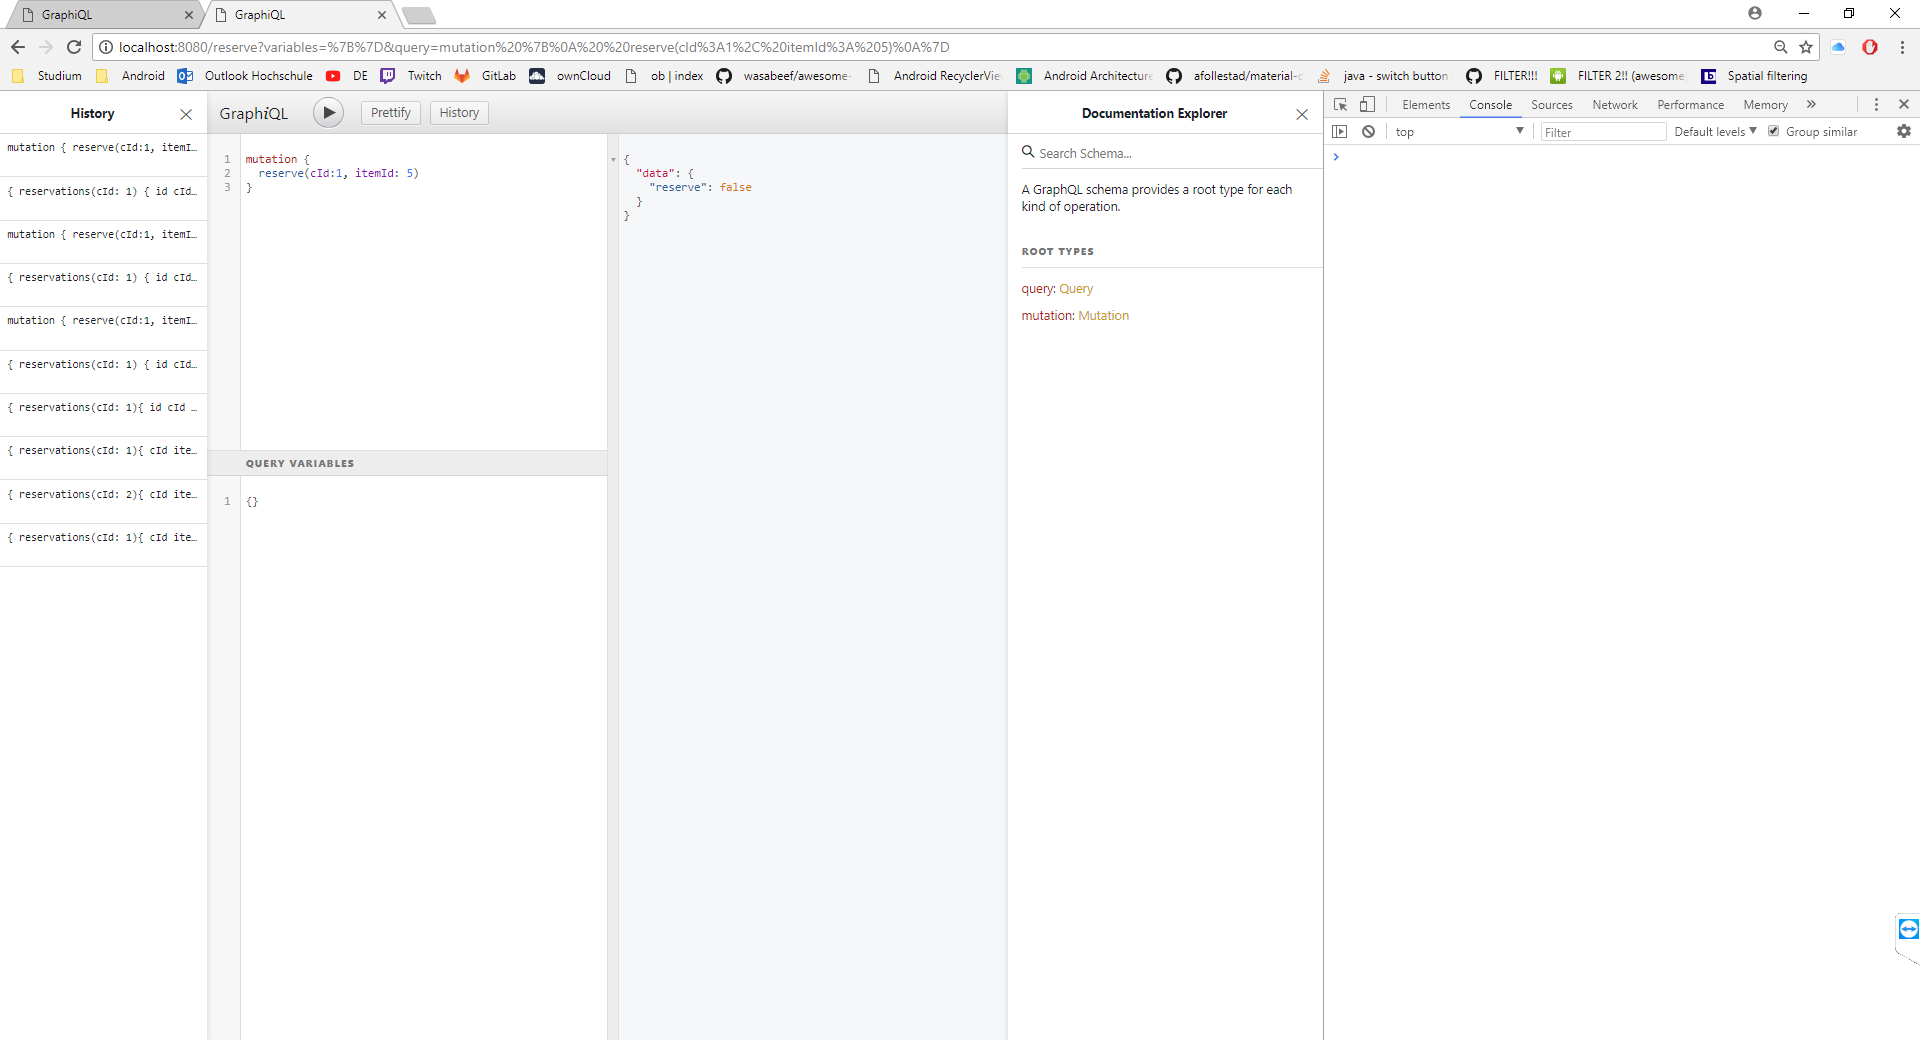 GraphiQL
GraphiQL
localhost:8080/reserve?variables=%7B%7D&query=mutation%20%7B%0A%20%20reserve(cId%3A1%2C%20itemId%3A%205)%0A%7D
Studium Android Outlook Hochschule DE Twitch GitLab ownCloud ob | index wasabeef/awesome- Android RecyclerVie Android Architecture afollestad/material-c java - switch button FILTER!!! FILTER 2!! (awesome Spatial filtering
History
mutation { reserve(cId:1, itemI…
{ reservations(cId: 1) { id cId…
mutation { reserve(cId:1, itemI…
{ reservations(cId: 1) { id cId…
mutation { reserve(cId:1, itemI…
{ reservations(cId: 1) { id cId…
{ reservations(cId: 1){ id cId …
{ reservations(cId: 1){ cId ite…
{ reservations(cId: 2){ cId ite…
{ reservations(cId: 1){ cId ite…
GraphiQL Prettify History
1 mutation {
2 reserve(cId:1, itemId: 5)
3 }
QUERY VARIABLES
1 {}
{
"data": {
"reserve": false
}
}
Documentation Explorer
Search Schema...
A GraphQL schema provides a root type for each
kind of operation.
ROOT TYPES
query: Query
mutation: Mutation
Elements Console Sources Network Performance Memory »
top Filter Default levels Group similar